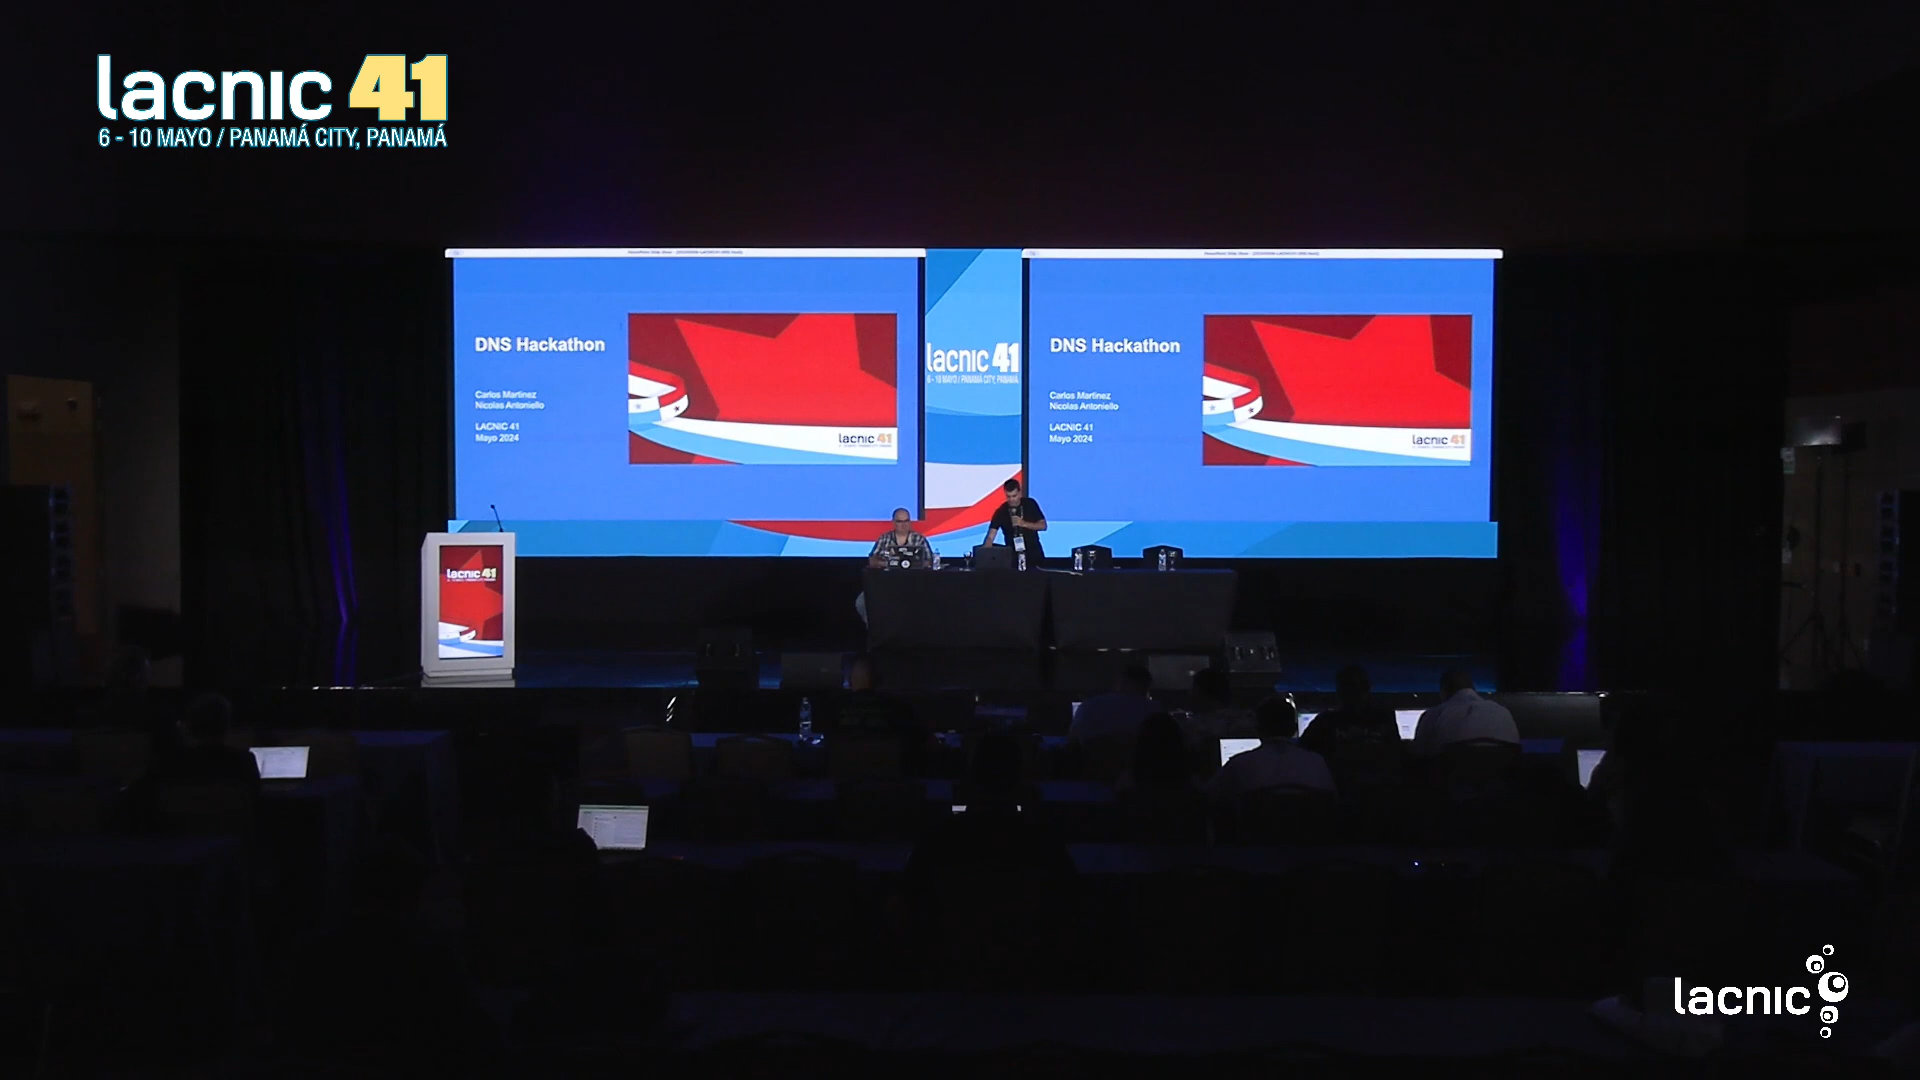 lacnic 41
6 - 10 MAYO / PANAMÁ CITY, PANAMÁ
DNS Hackathon
Carlos Martinez
Nicolas Antoniello
LACNIC 41
Mayo 2024
lacnic 41
lacnic 41
6 - 10 MAYO / PANAMÁ CITY, PANAMÁ
DNS Hackathon
Carlos Martinez
Nicolas Antoniello
LACNIC 41
Mayo 2024
lacnic 41
lacnic 41
lacnic